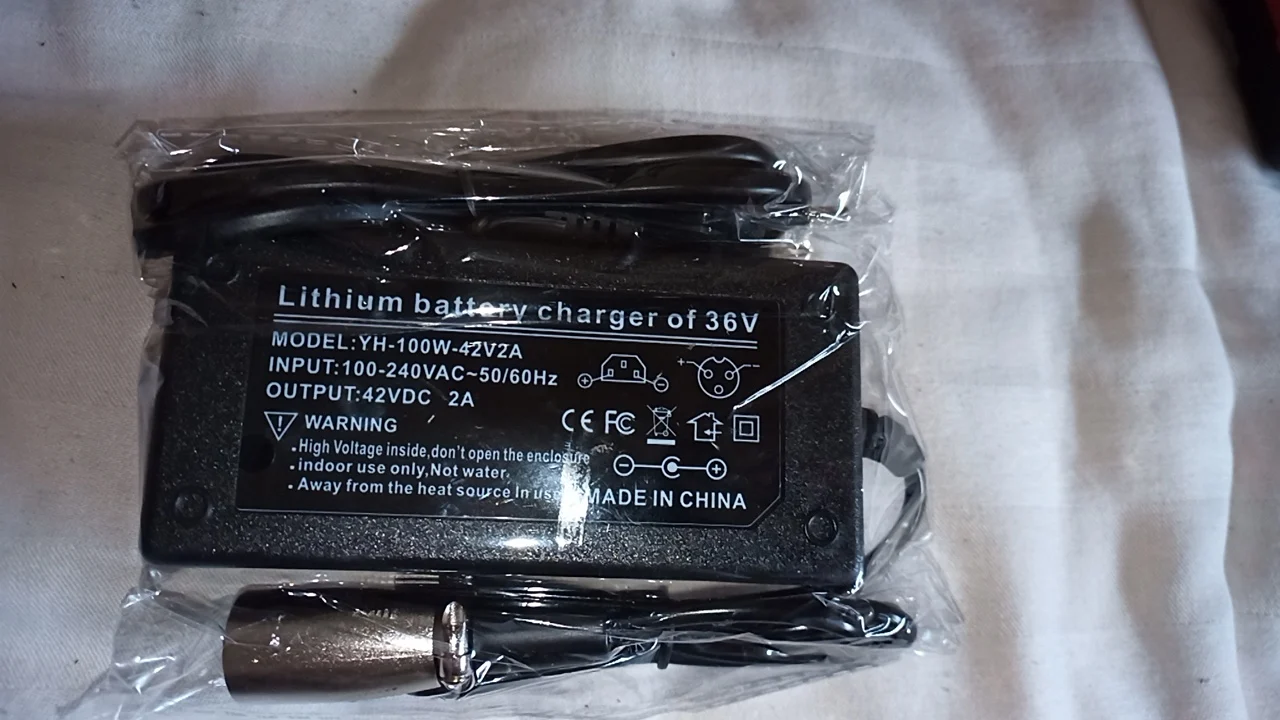 Lithium battery charger of 36V
MODEL:YH-100W-42V2A
INPUT:100-240VAC~50/60Hz
OUTPUT:42VDC 2A
WARNING
.High Voltage inside,don't open the enclosure
.indoor use only,Not water.
.Away from the heat source In use
CE FC
MADE IN CHINA